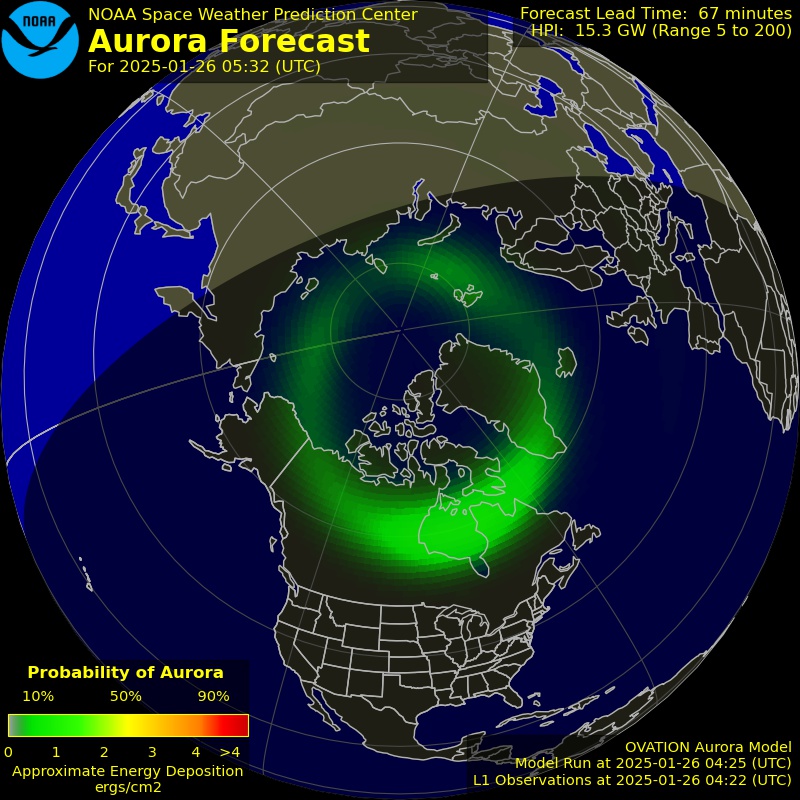 NOAA
NOAA Space Weather Prediction Center
Aurora Forecast
For 2025-01-26 05:32 (UTC)
Forecast Lead Time: 67 minutes
HPI: 15.3 GW (Range 5 to 200)
Probability of Aurora
10% 50% 90%
0 1 2 3 4 >4
Approximate Energy Deposition
ergs/cm2
OVATION Aurora Model
Model Run at 2025-01-26 04:25 (UTC)
L1 Observations at 2025-01-26 04:22 (UTC)